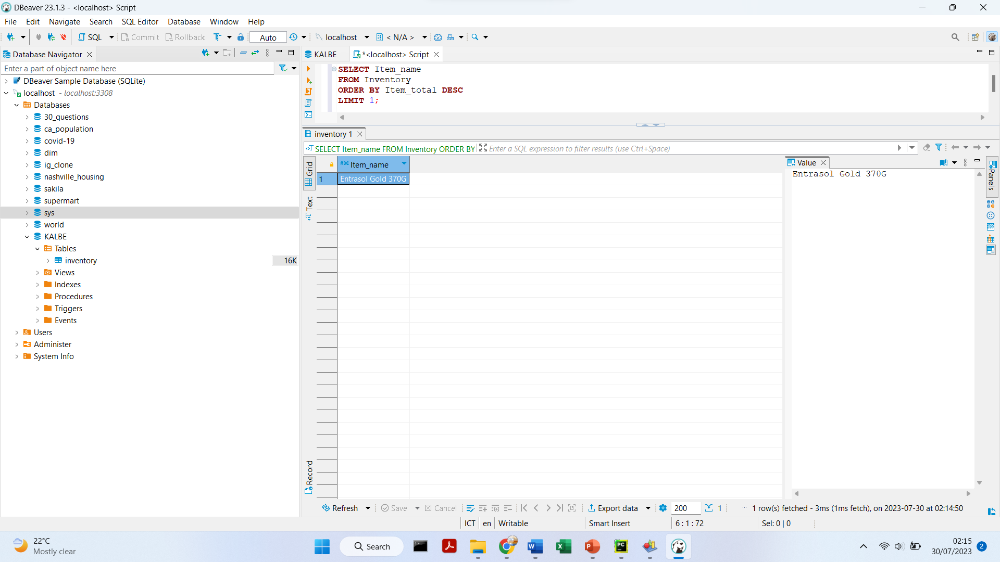 DBeaver 23.1.3 - <localhost> Script
File Edit Navigate Search SQL Editor Database Window Help
SQL Commit Rollback Auto localhost < N/A >
Database Navigator
Enter a part of object name here
DBeaver Sample Database (SQLite)
localhost - localhost:3308
Databases
30_questions
ca_population
covid-19
dim
ig_clone
nashville_housing
sakila
supermart
sys
world
KALBE
Tables
inventory 16K
Views
Indexes
Procedures
Triggers
Events
Users
Administer
System Info
KALBE *<localhost> Script
SELECT Item_name
FROM Inventory
ORDER BY Item_total DESC
LIMIT 1;
inventory 1
SELECT Item_name FROM Inventory ORDER BY Enter a SQL expression to filter results (use Ctrl+Space)
Grid
Text
Record
ABC Item_name
1 Entrasol Gold 370G
Value
Entrasol Gold 370G
Panels
Refresh Save Cancel Export data 200 1 1 row(s) fetched - 3ms (1ms fetch), on 2023-07-30 at 02:14:50
ICT en Writable Smart Insert 6 : 1 : 72 Sel: 0 | 0
22°C
Mostly clear
Search
02:15
30/07/2023
2